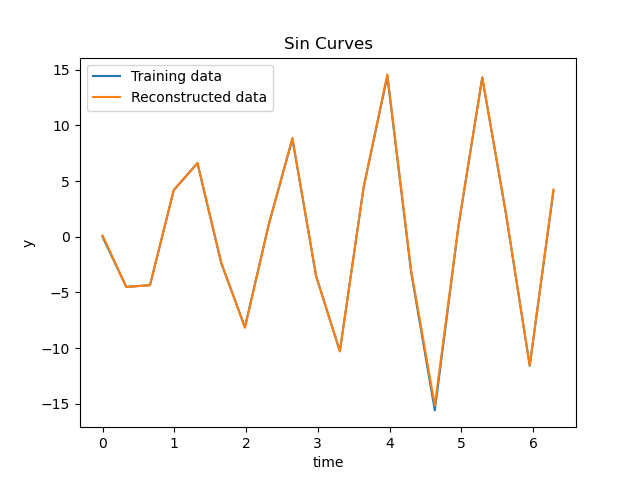 Sin Curves
Training data
Reconstructed data
15
10
5
0
−5
−10
−15
y
0 1 2 3 4 5 6
time